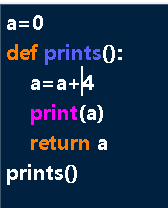 a=0
def prints():
    a=a+4
    print(a)
    return a
prints()